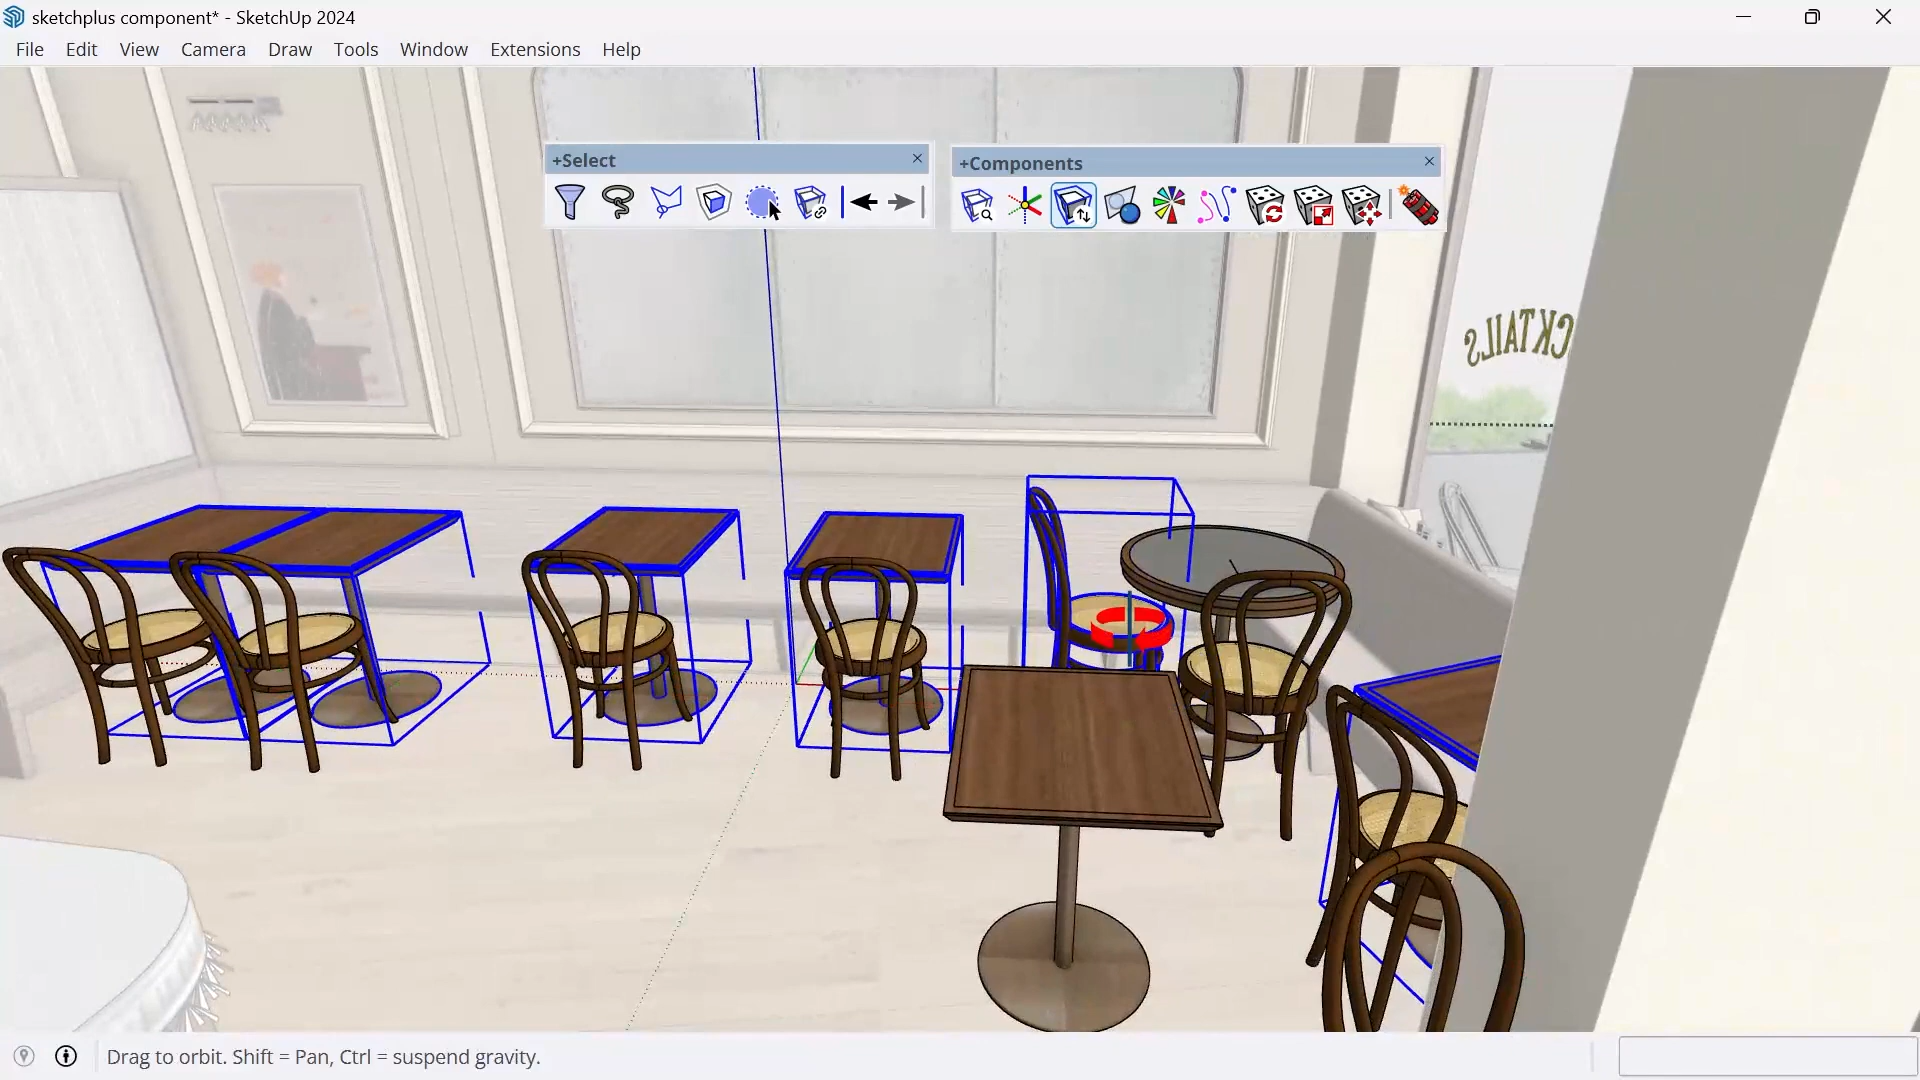 sketchplus component* - SketchUp 2024
File Edit View Camera Draw Tools Window Extensions Help
+Select
+Components
CKTAILS
Drag to orbit. Shift = Pan, Ctrl = suspend gravity.